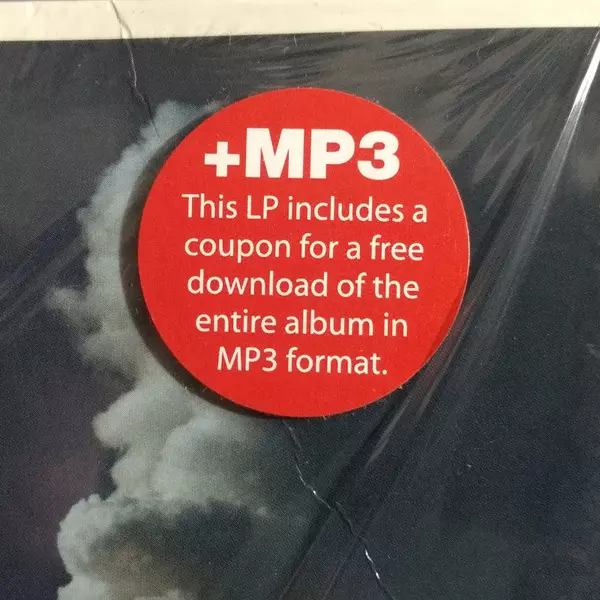 +MP3
This LP includes a
coupon for a free
download of the
entire album in
MP3 format.